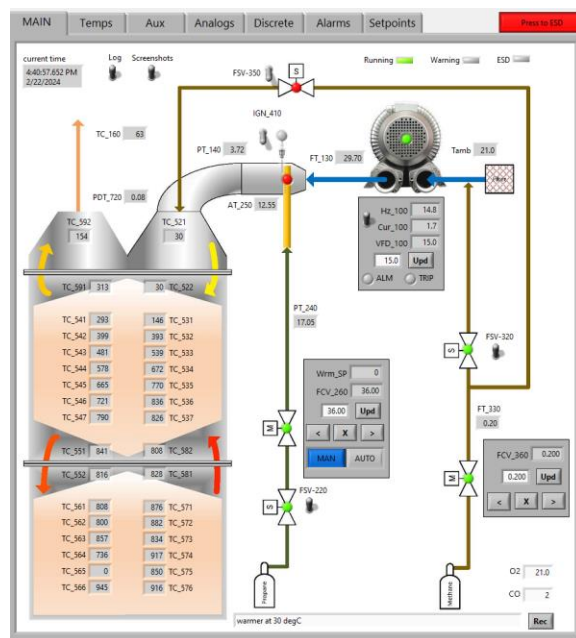 MAIN Temps Aux Analogs Discrete Alarms Setpoints Press to ESD
current time Log Screenshots
4:40:57.652 PM
2/22/2024
FSV-350 S Running Warning ESD
IGN_410
TC_160 63
PT_140 3.72 FT_130 29.70 Tamb 21.0
PDT_720 0.08 AT_250 12.55
TC_592 TC_521
154 30
Hz_100 14.8
Cur_100 1.7
VFD_100 15.0
15.0 Upd
ALM TRIP
TC_591 313 30 TC_522
TC_541 293 146 TC_531
TC_542 399 393 TC_532
TC_543 481 539 TC_533
TC_544 578 672 TC_534
TC_545 665 770 TC_535
TC_546 721 836 TC_536
TC_547 790 826 TC_537
TC_551 841 808 TC_582
TC_552 816 828 TC_581
TC_561 808 876 TC_571
TC_562 800 882 TC_572
TC_563 857 834 TC_573
TC_564 736 917 TC_574
TC_565 0 850 TC_575
TC_566 945 916 TC_576
PT_240
17.05
Wrm_SP 0
FCV_260 36.00
36.00 Upd
< X >
MAN AUTO
M
FSV-220
S
Propane
FSV-320
S
FT_330
0.20
FCV_360 0.200
0.200 Upd
< X >
M
Methane
O2 21.0
CO 2
warmer at 30 degC Rec